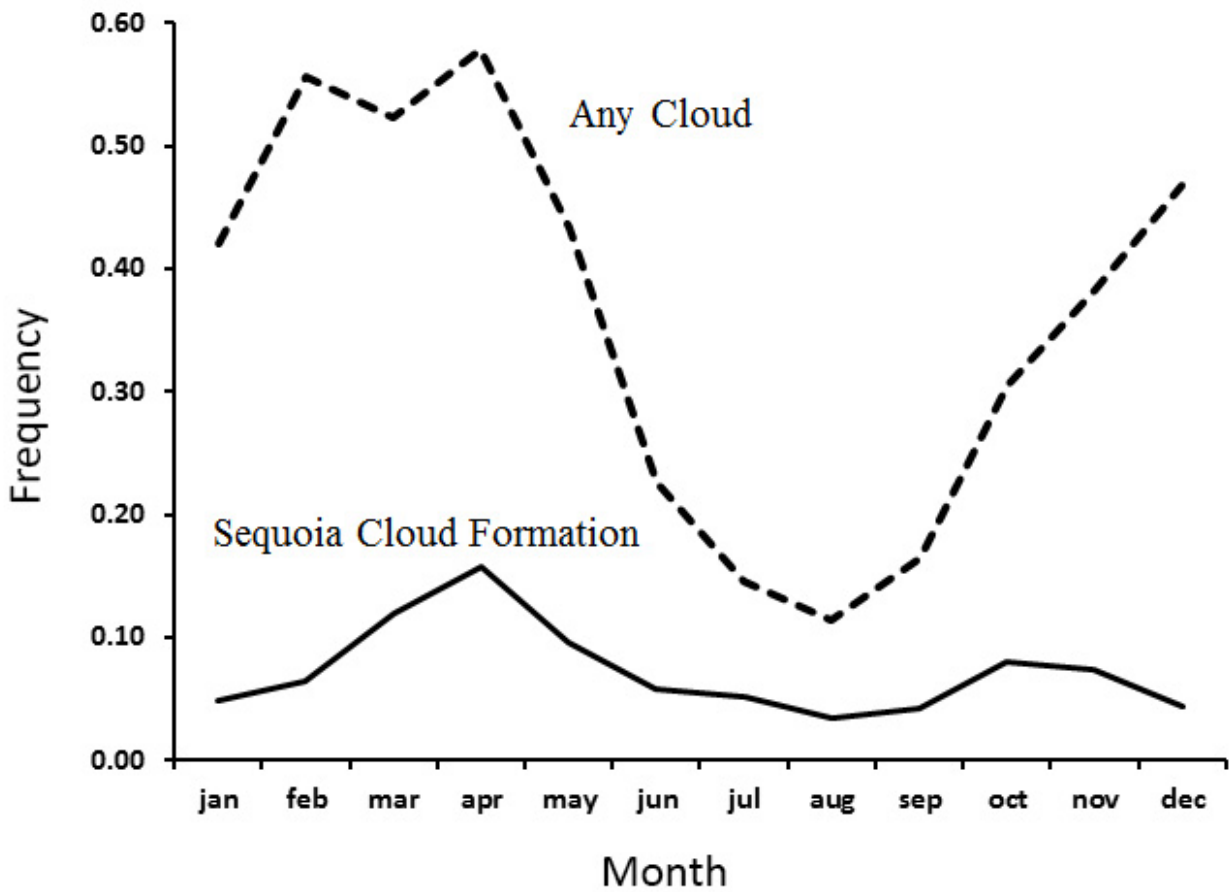 0.60
0.50
0.40
0.30
0.20
0.10
0.00
Frequency
Any Cloud
Sequoia Cloud Formation
jan feb mar apr may jun jul aug sep oct nov dec
Month